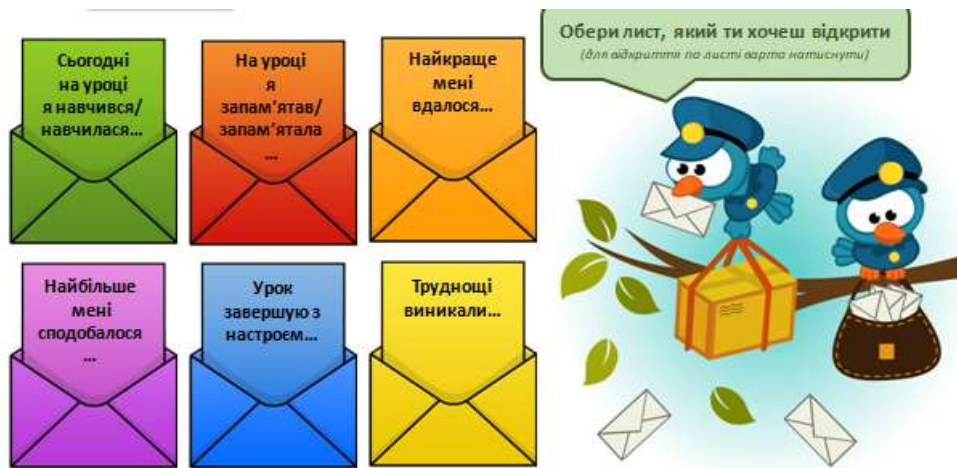 Сьогодні
на уроці
я навчився/
навчилася...
На уроці
я
запам’ятав/
запам’ятала
...
Найкраще
мені
вдалося...
Обери лист, який ти хочеш відкрити
(для відкриття по листі варто натиснути)
Найбільше
мені
сподобалося
...
Урок
завершую з
настроєм...
Труднощі
виникали...